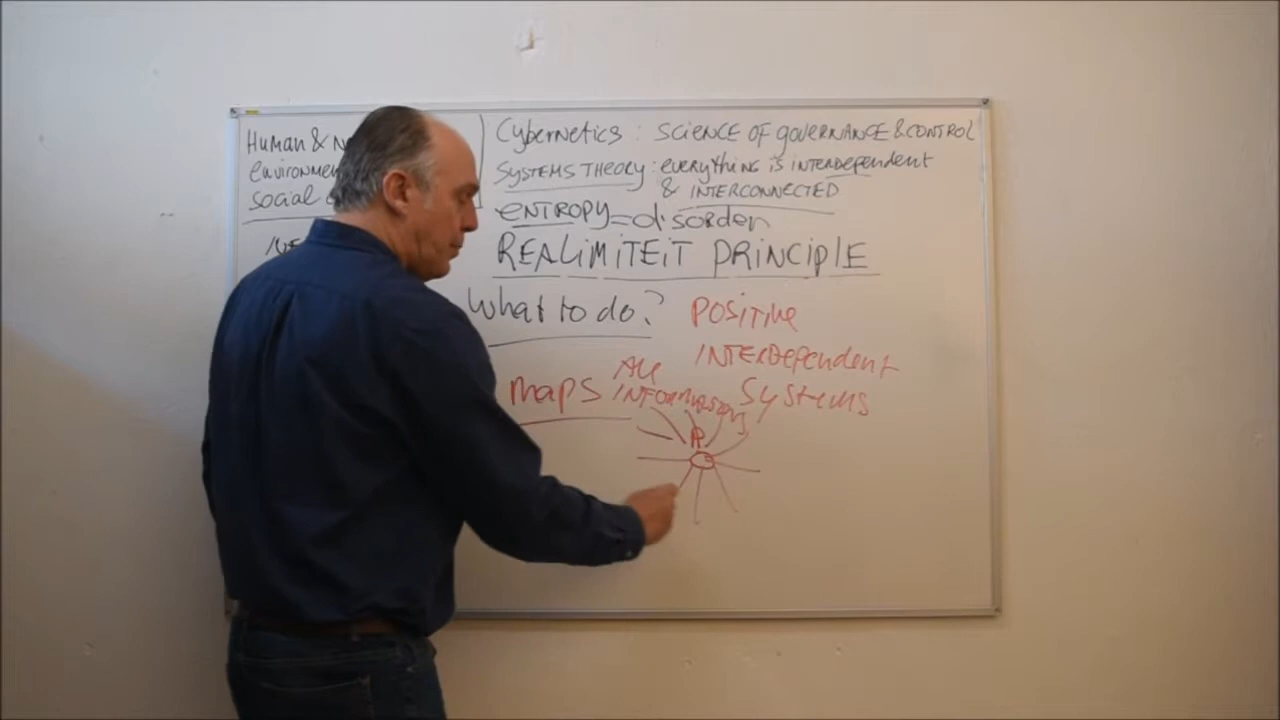 Human &
environmen
social
Cybernetics : SCIENCE OF gOVERNANCE & CONTROL
SYSTEMS THEORY : EVERYTHING IS INTERDEPENDENT
& INTERCONNECTED
ENTROPY = disorder
REALIMITEIT PRINCIPLE
What to do?
POSITIVE
INTERDEPENDENT
SYSTEMS
maps
INFORMATIONS